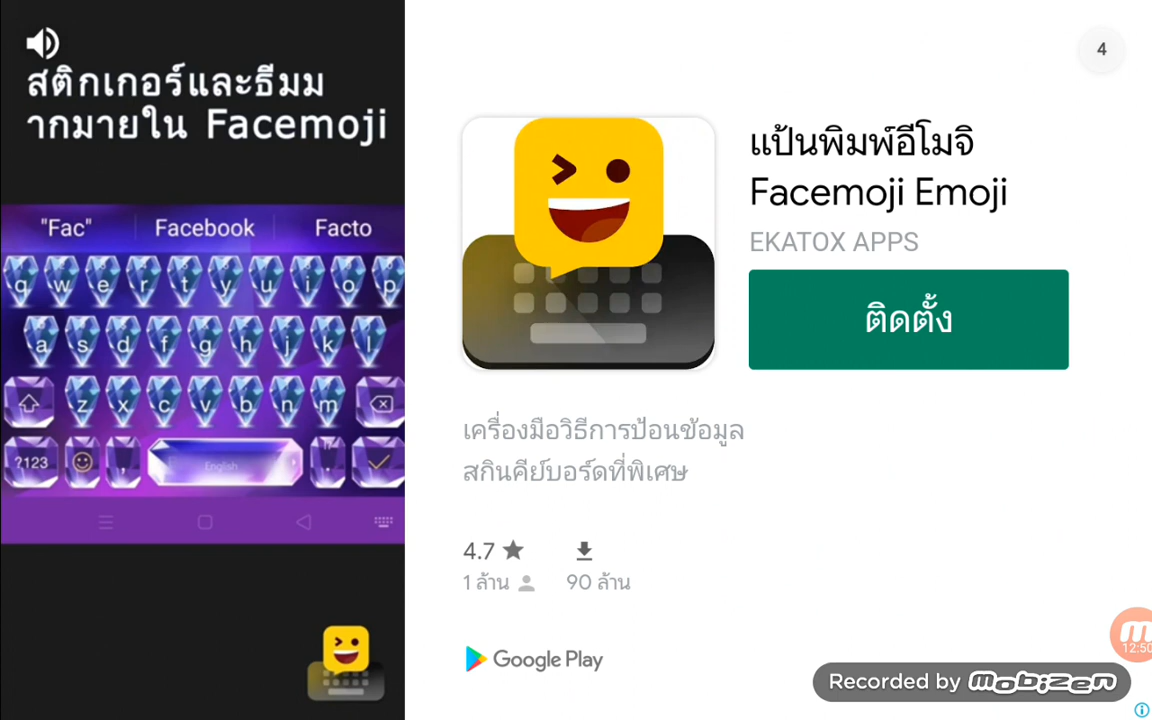 สติกเกอร์และธีมม
ากมายใน Facemoji
"Fac" Facebook Facto
q w e r t y u i o p
a s d f g h j k l
z x c v b n m
?123 , English .
4
แป้นพิมพ์อีโมจิ
Facemoji Emoji
EKATOX APPS
ติดตั้ง
เครื่องมือวิธีการป้อนข้อมูล
สกินคีย์บอร์ดที่พิเศษ
4.7
1 ล้าน 90 ล้าน
Google Play
12:50
Recorded by mobizen